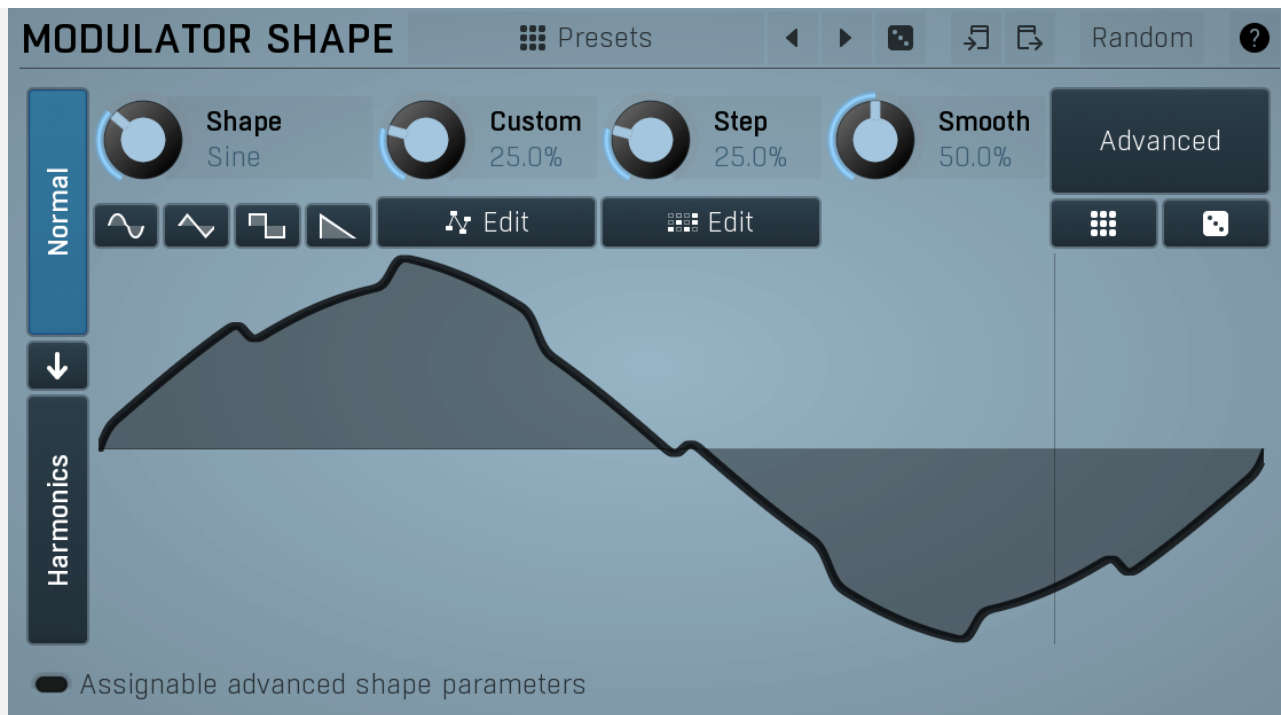 MODULATOR SHAPE
Presets
Random
?
Normal
Harmonics
Shape
Sine
Custom
25.0%
Step
25.0%
Smooth
50.0%
Advanced
Edit
Edit
Assignable advanced shape parameters